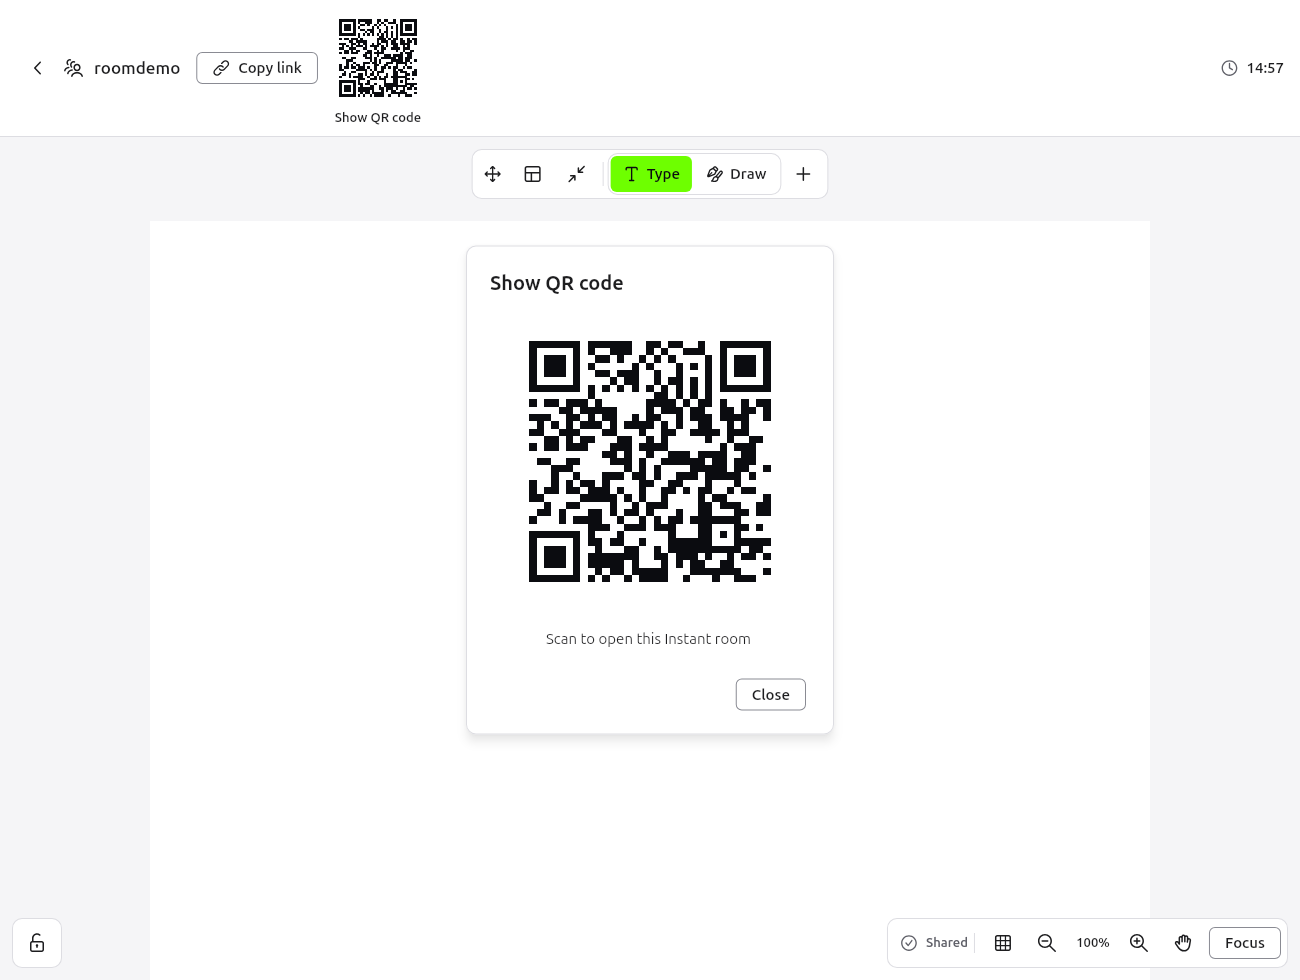 roomdemo
Copy link
Show QR code
14:57
Type
Draw
Show QR code
Scan to open this Instant room
Close
Shared
100%
Focus